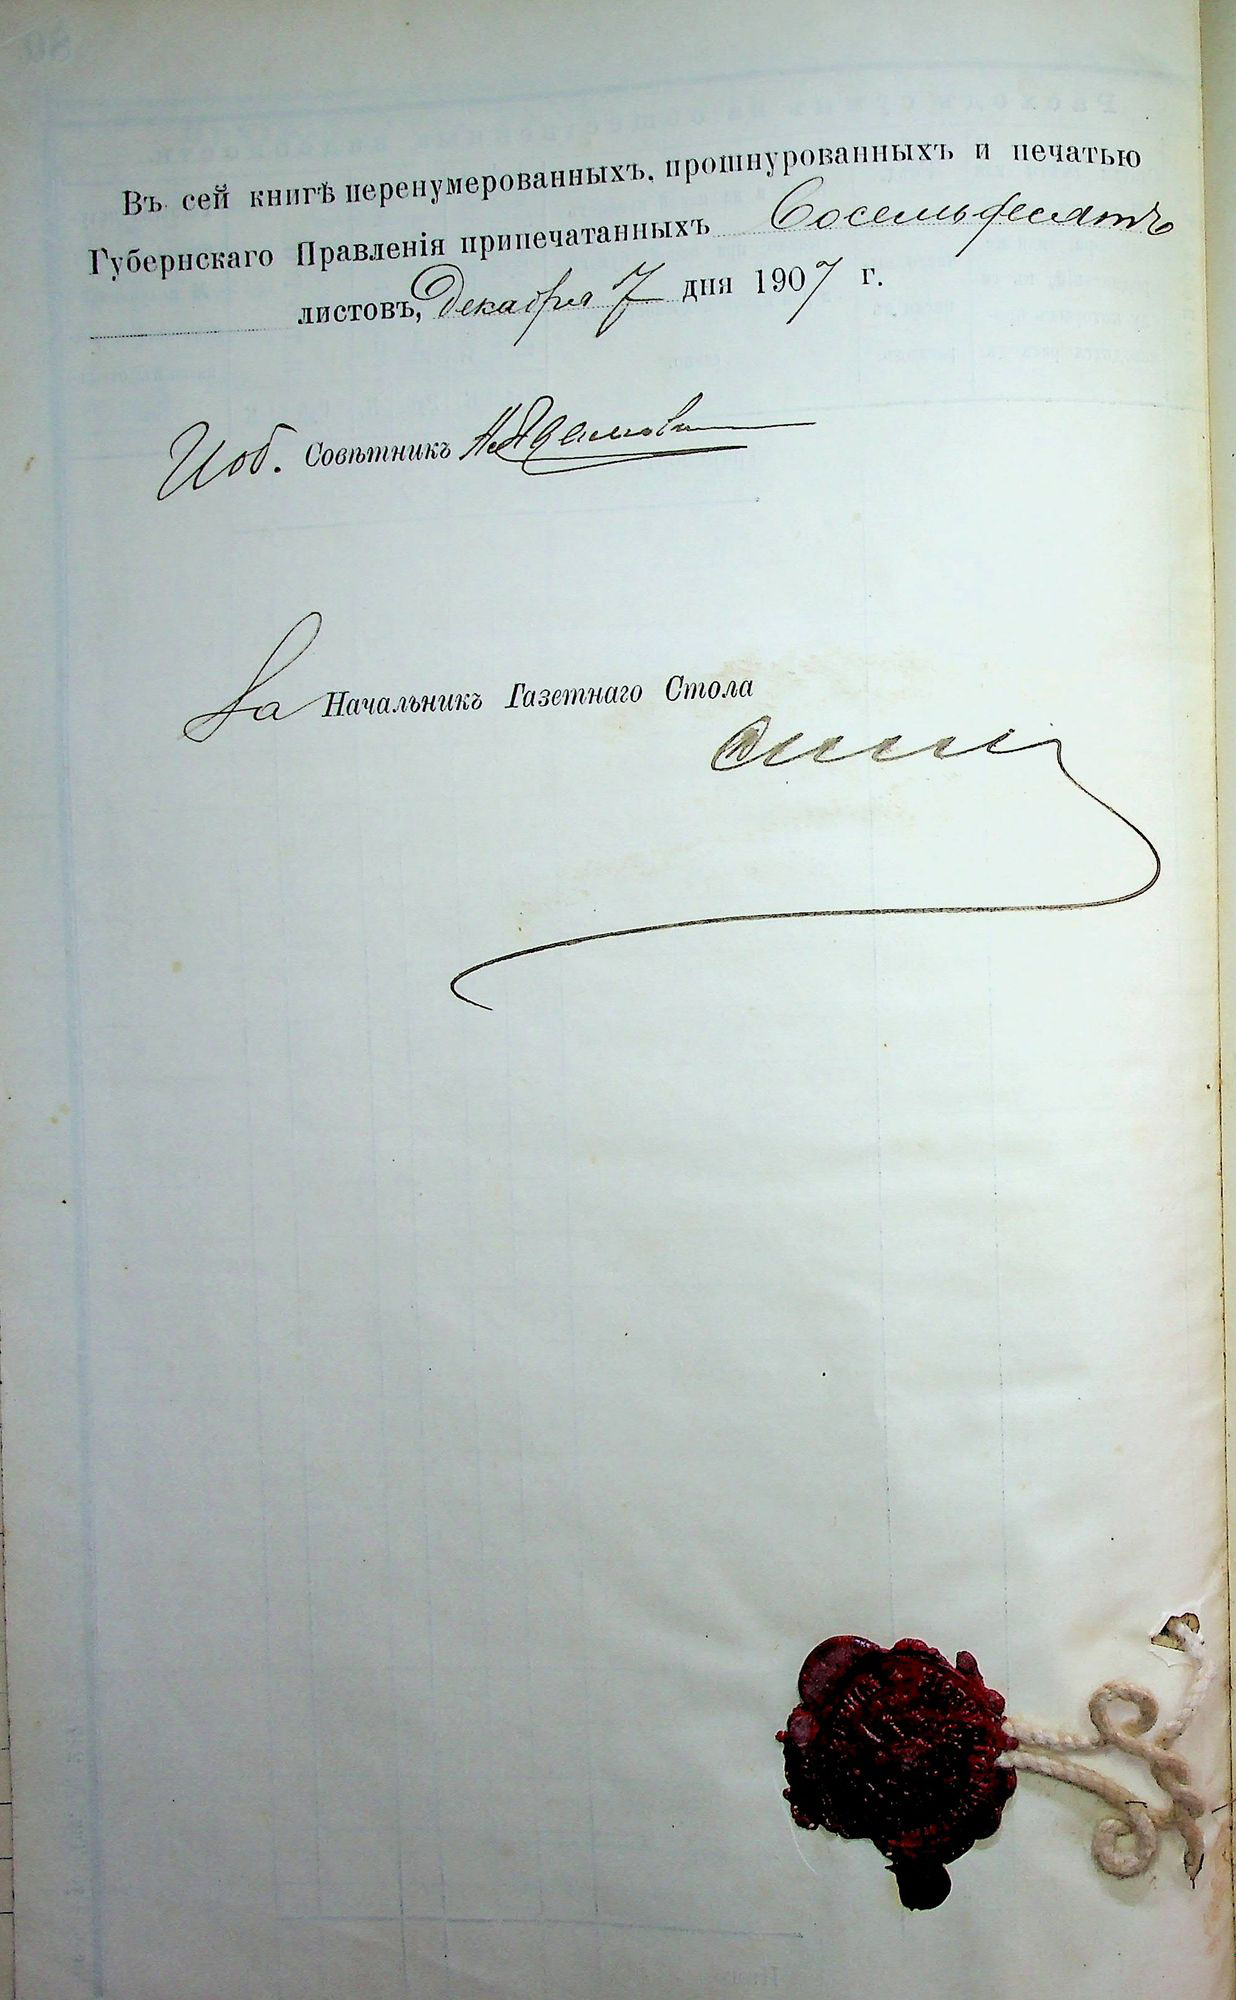 Въ сей книгѣ перенумерованныхъ, прошнурованныхъ и печатью
Губернскаго Правленія припечатанныхъ Восемьдесятъ
листовъ, Декабря 7 дня 1907 г.
Совѣтникъ
За Начальникъ Газетнаго Стола